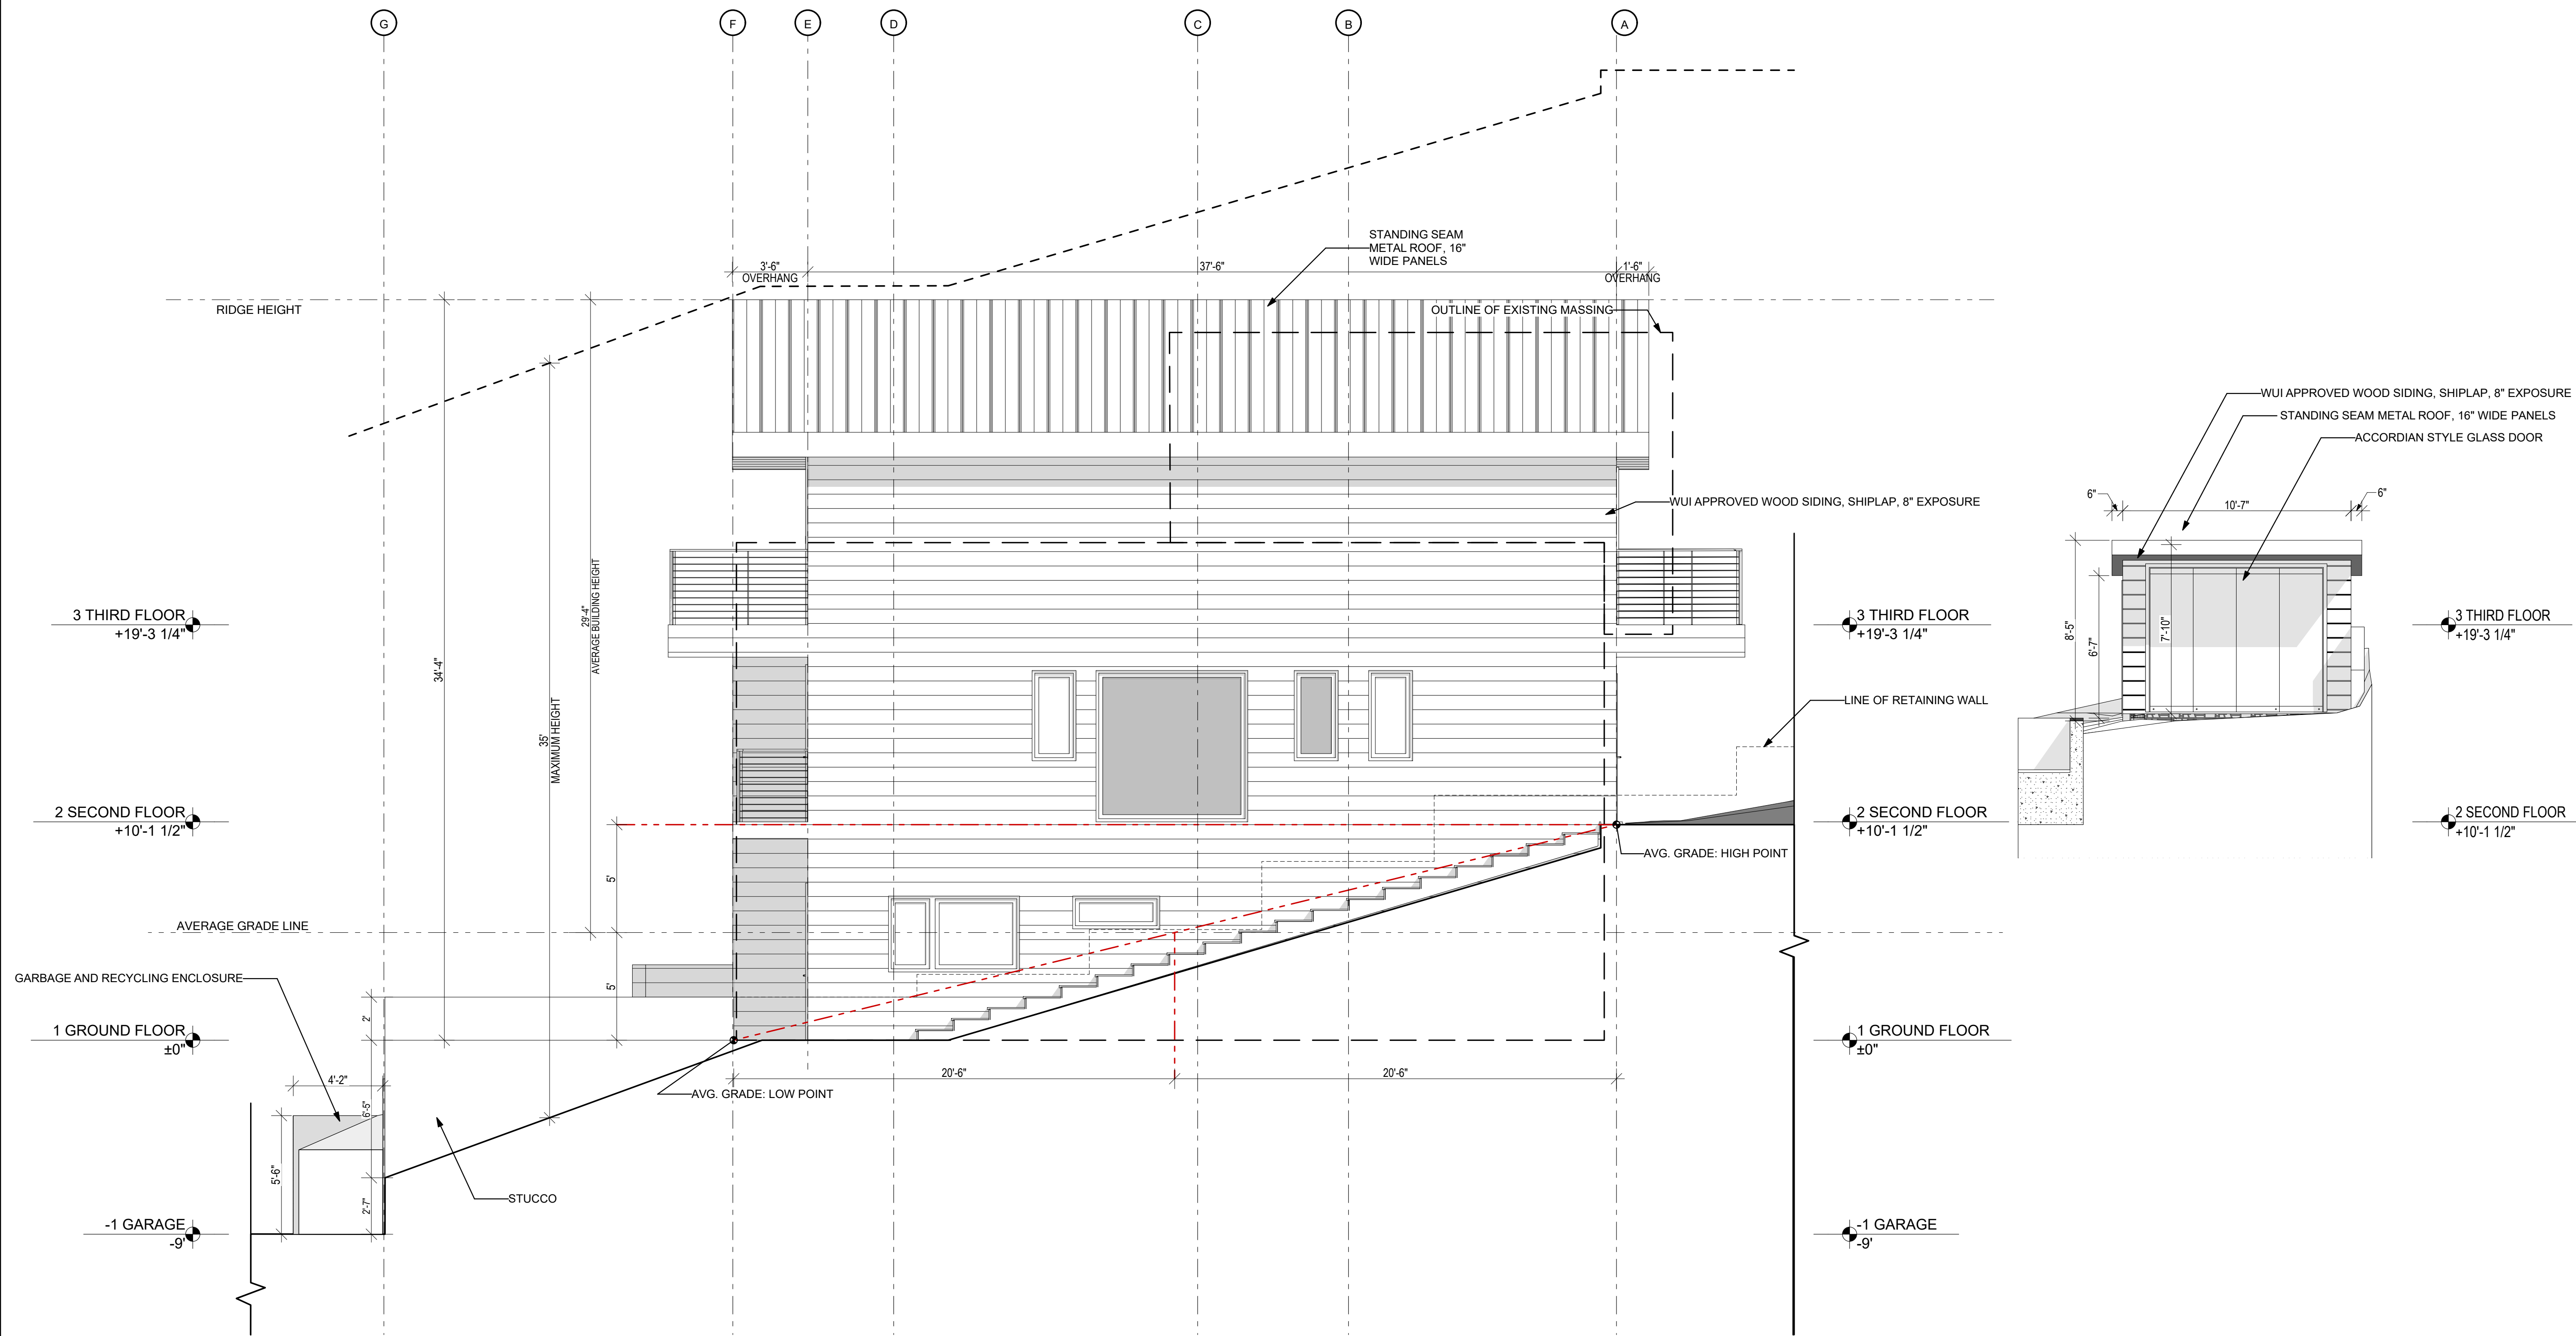 G
F
E
D
C
B
A
STANDING SEAM
METAL ROOF, 16"
WIDE PANELS
3'-6"
OVERHANG
37'-6"
1'-6"
OVERHANG
RIDGE HEIGHT
OUTLINE OF EXISTING MASSING
WUI APPROVED WOOD SIDING, SHIPLAP, 8" EXPOSURE
STANDING SEAM METAL ROOF, 16" WIDE PANELS
ACCORDIAN STYLE GLASS DOOR
WUI APPROVED WOOD SIDING, SHIPLAP, 8" EXPOSURE
6"
10'-7"
6"
8'-5"
6'-7"
7'-10"
34'-4"
35'
MAXIMUM HEIGHT
29'-4"
AVERAGE BUILDING HEIGHT
3 THIRD FLOOR
+19'-3 1/4"
3 THIRD FLOOR
+19'-3 1/4"
3 THIRD FLOOR
+19'-3 1/4"
LINE OF RETAINING WALL
2 SECOND FLOOR
+10'-1 1/2"
2 SECOND FLOOR
+10'-1 1/2"
2 SECOND FLOOR
+10'-1 1/2"
AVG. GRADE: HIGH POINT
5'
5'
AVERAGE GRADE LINE
GARBAGE AND RECYCLING ENCLOSURE
2'
1 GROUND FLOOR
±0"
1 GROUND FLOOR
±0"
20'-6"
20'-6"
AVG. GRADE: LOW POINT
4'-2"
6'-5"
5'-6"
2'-7"
STUCCO
-1 GARAGE
-9'
-1 GARAGE
-9'